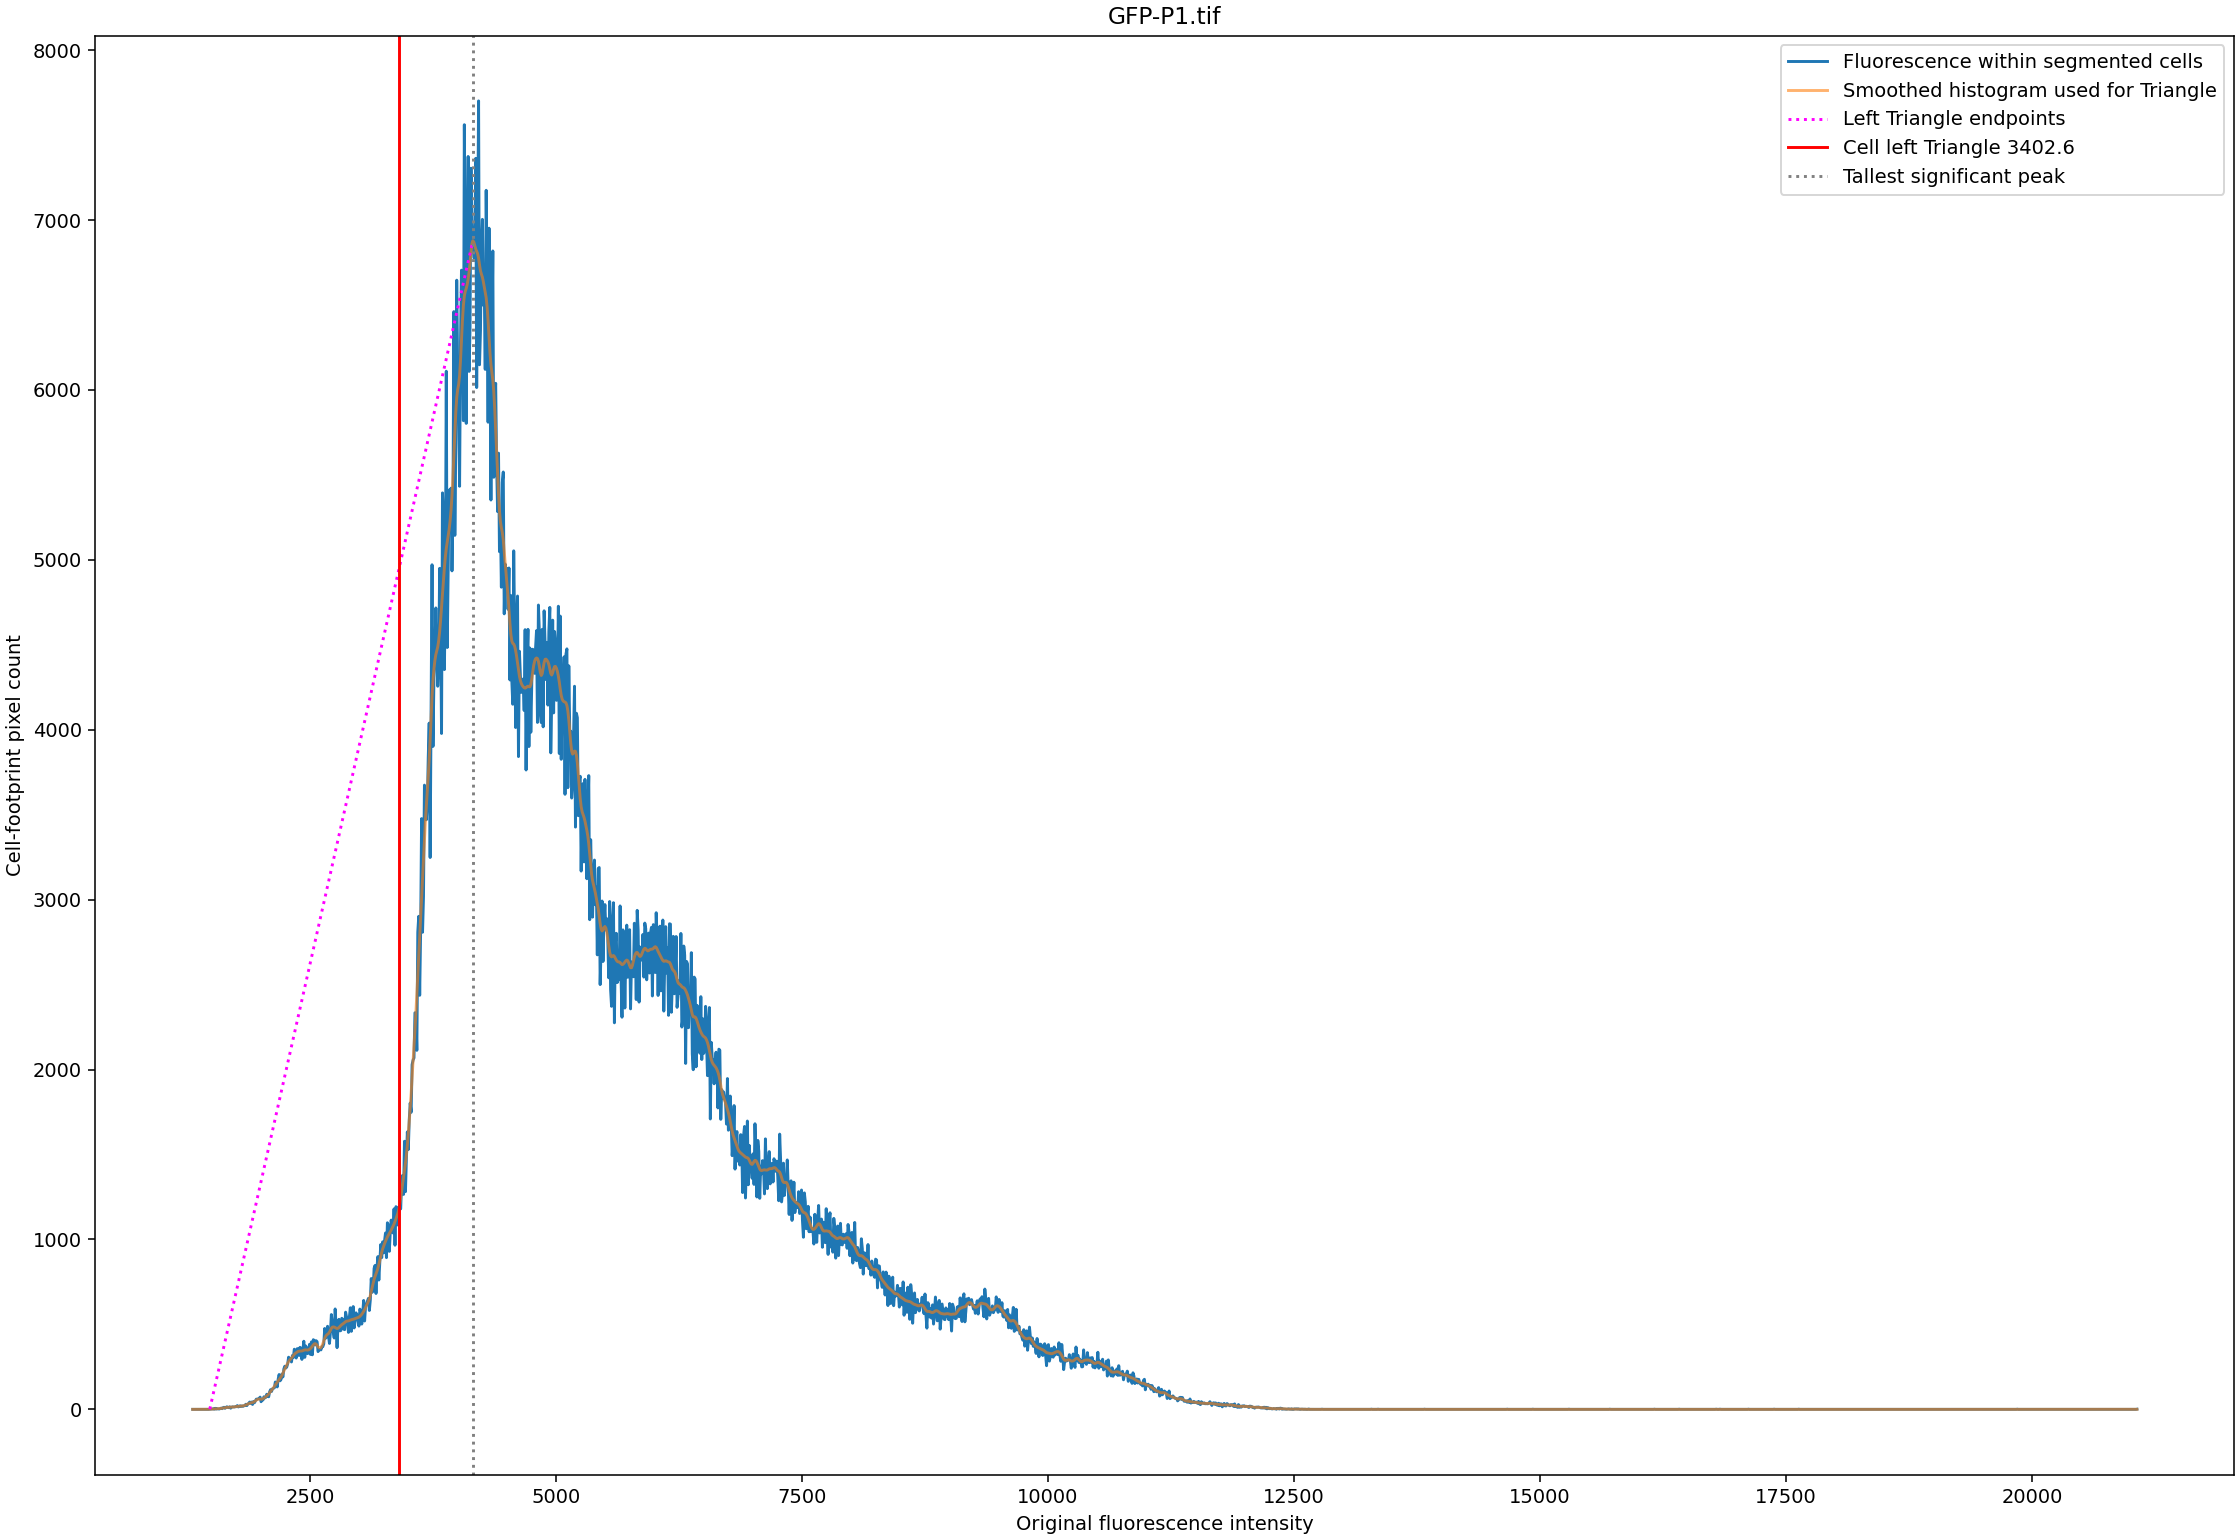 GFP-P1.tif
Fluorescence within segmented cells
Smoothed histogram used for Triangle
Left Triangle endpoints
Cell left Triangle 3402.6
Tallest significant peak
Cell-footprint pixel count
8000
7000
6000
5000
4000
3000
2000
1000
0
2500
5000
7500
10000
12500
15000
17500
20000
Original fluorescence intensity